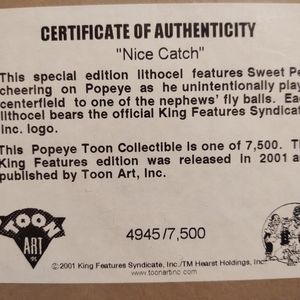 CERTIFICATE OF AUTHENTICITY
"Nice Catch"
This special edition lithocel features Sweet Pe
cheering on Popeye as he unintentionally play
centerfield to one of the nephews' fly balls. Ea
lithocel bears the official King Features Syndicate
Inc. logo.
This Popeye Toon Collectible is one of 7,500. Th
King Features edition was released in 2001 a
published by Toon Art, Inc.
TOON
ART
4945/7,500
©2001 King Features Syndicate, Inc./TM Hearst Holdings, Inc.
www.toonartinc.com